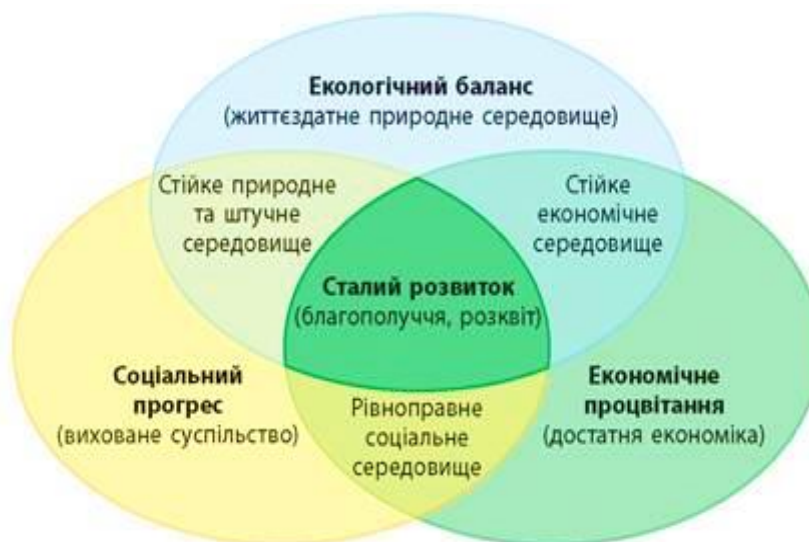 Екологічний баланс
(життєздатне природне середовище)
Стійке природне
та штучне
середовище
Стійке
економічне
середовище
Сталий розвиток
(благополуччя, розквіт)
Соціальний
прогрес
(виховане суспільство)
Рівноправне
соціальне
середовище
Економічне
процвітання
(достатня економіка)